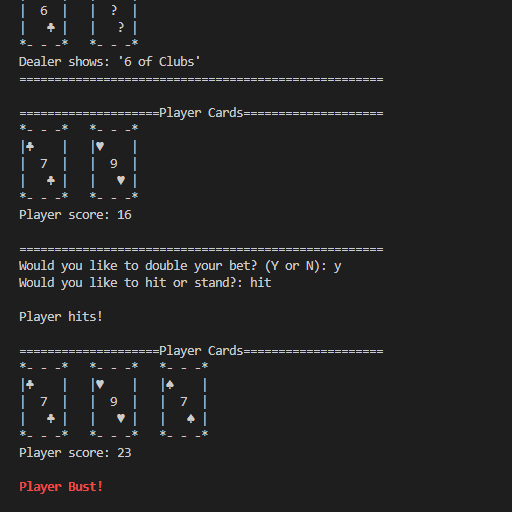 |  6  |   |  ?  |
|   ♣ |   |   ? |
*- - -*   *- - -*
Dealer shows: '6 of Clubs'
====================================================

====================Player Cards====================
*- - -*   *- - -*
|♣    |   |♥    |
|  7  |   |  9  |
|   ♣ |   |   ♥ |
*- - -*   *- - -*
Player score: 16

====================================================
Would you like to double your bet? (Y or N): y
Would you like to hit or stand?: hit

Player hits!

====================Player Cards====================
*- - -*   *- - -*   *- - -*
|♣    |   |♥    |   |♠    |
|  7  |   |  9  |   |  7  |
|   ♣ |   |   ♥ |   |   ♠ |
*- - -*   *- - -*   *- - -*
Player score: 23

Player Bust!